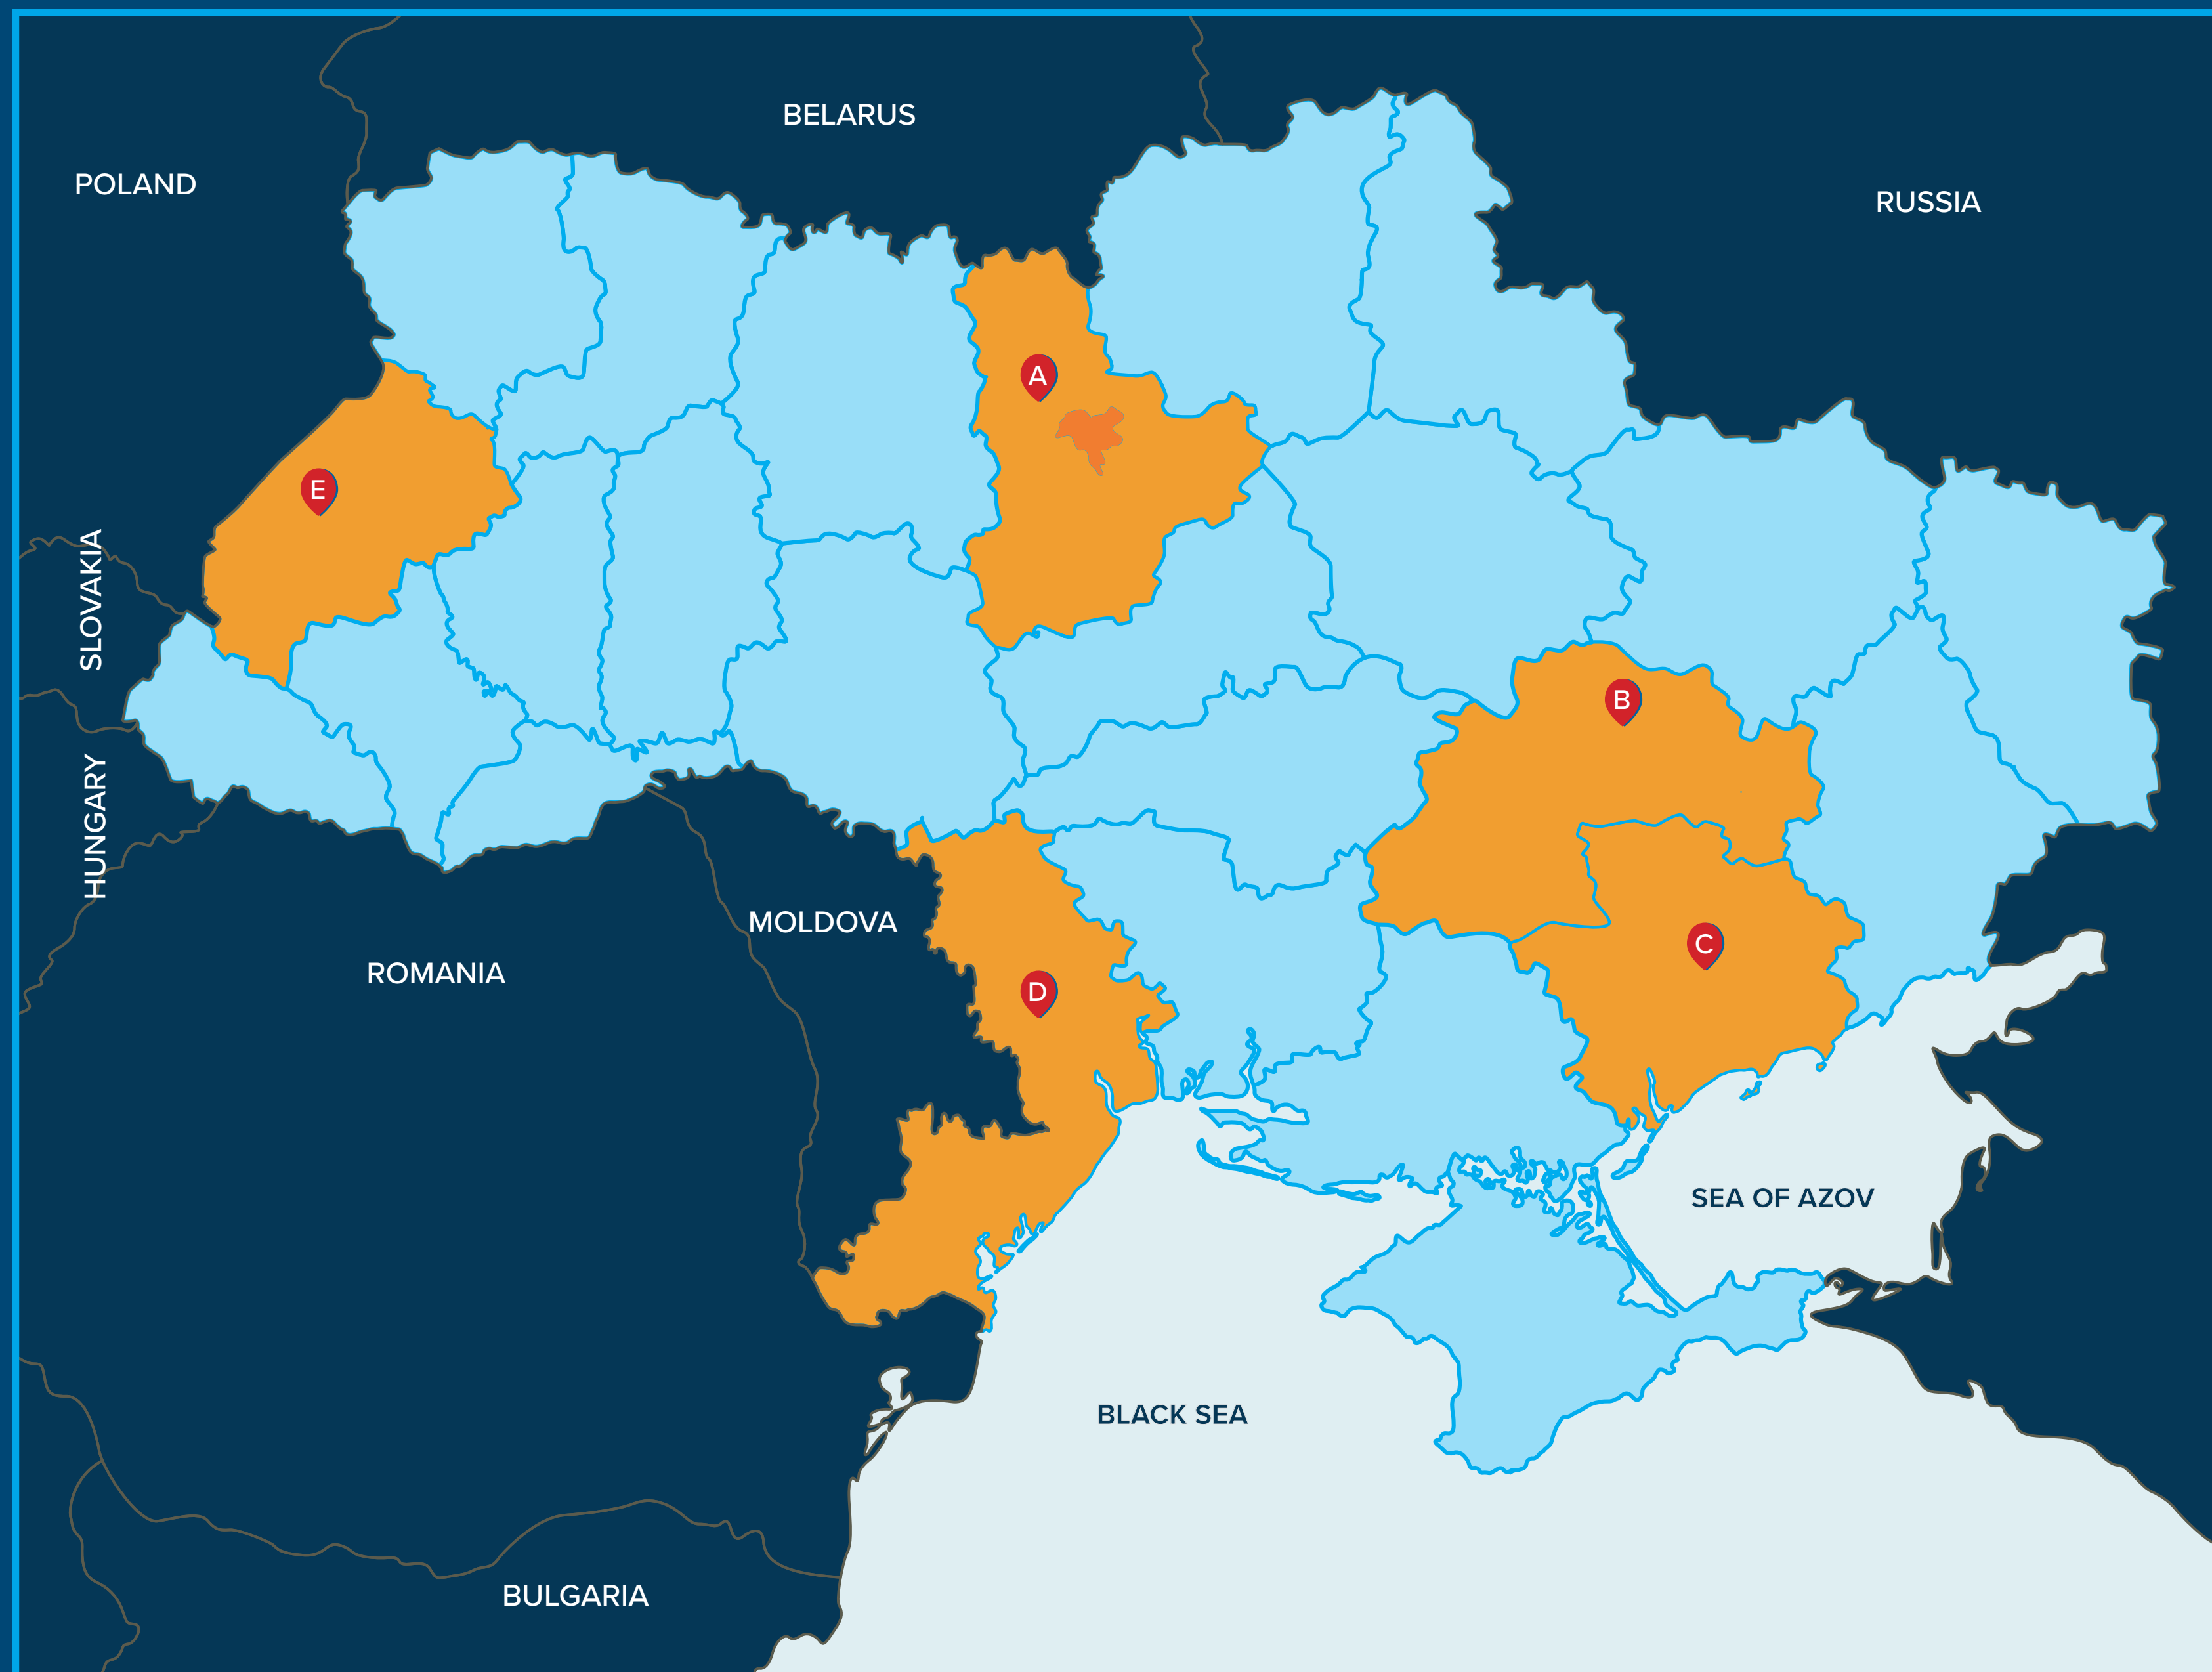 BELARUS
POLAND
RUSSIA
A
E
SLOVAKIA
B
HUNGARY
MOLDOVA
C
ROMANIA
D
SEA OF AZOV
BLACK SEA
BULGARIA